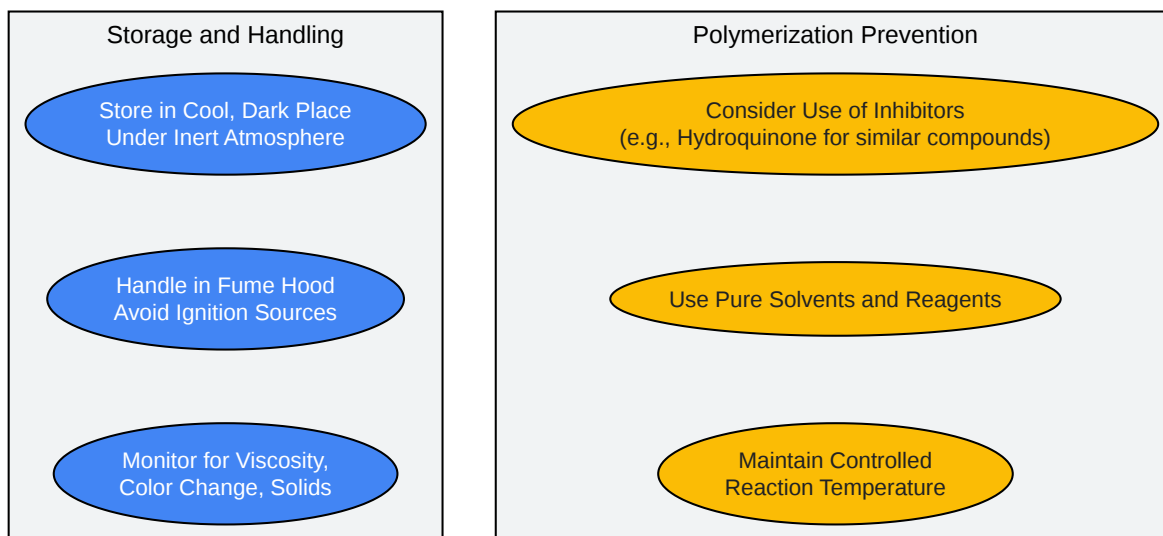 Storage and Handling
Store in Cool, Dark Place
Under Inert Atmosphere
Handle in Fume Hood
Avoid Ignition Sources
Monitor for Viscosity,
Color Change, Solids
Polymerization Prevention
Consider Use of Inhibitors
(e.g., Hydroquinone for similar compounds)
Use Pure Solvents and Reagents
Maintain Controlled
Reaction Temperature